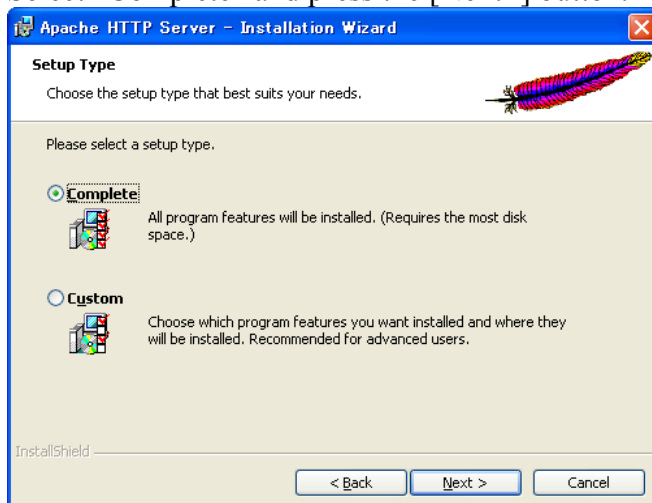 Apache HTTP Server - Installation Wizard
Setup Type
Choose the setup type that best suits your needs.
Please select a setup type.
Complete
All program features will be installed. (Requires the most disk
space.)
Custom
Choose which program features you want installed and where they
will be installed. Recommended for advanced users.
InstallShield
< Back Next > Cancel